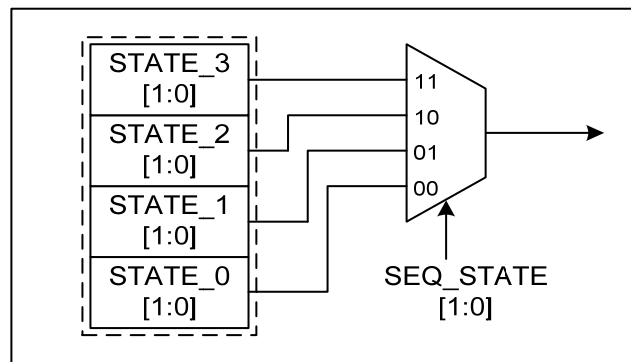 STATE_3
[1:0]
STATE_2
[1:0]
STATE_1
[1:0]
STATE_0
[1:0]
11
10
01
00
SEQ_STATE
[1:0]